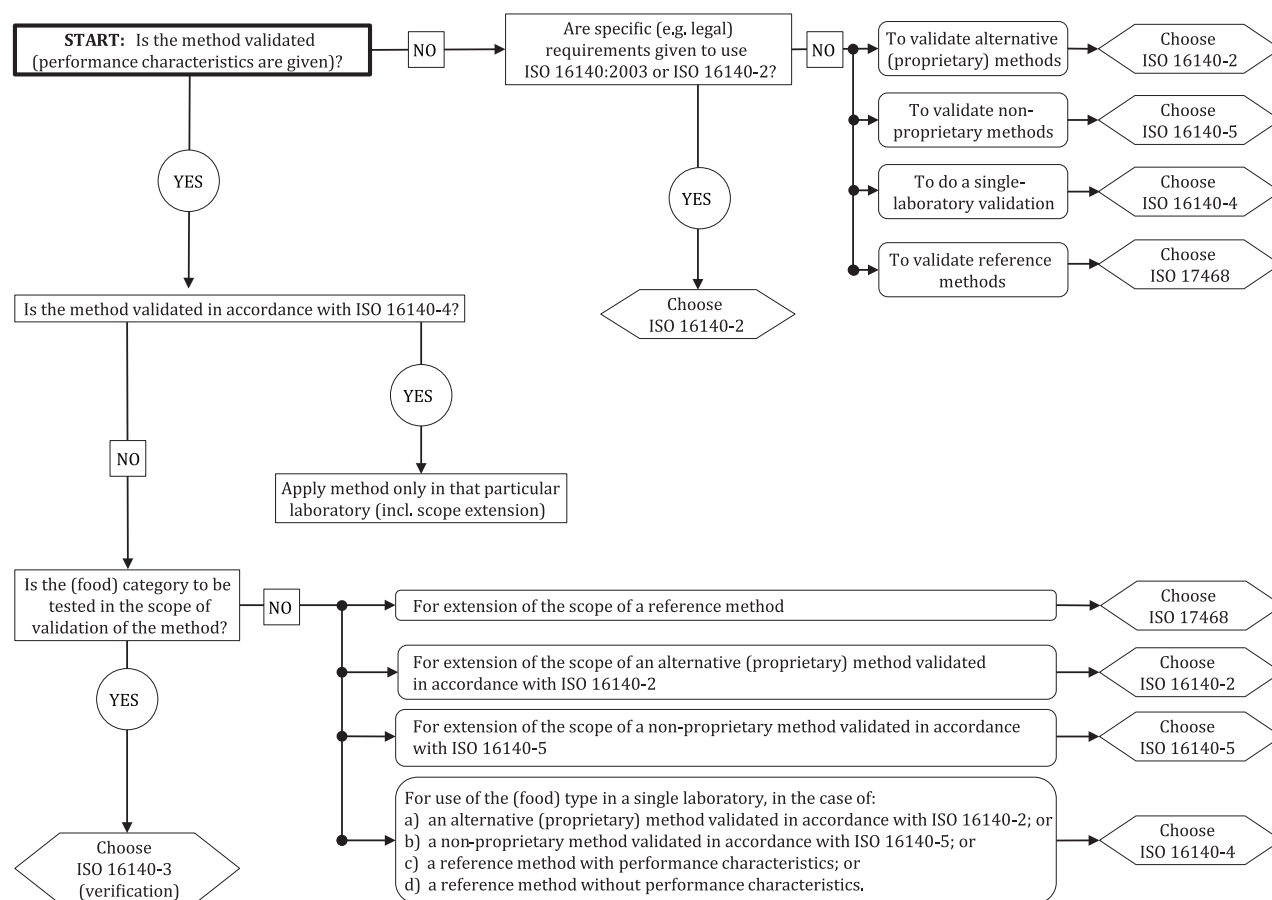 START: Is the method validated
(performance characteristics are given)?
NO
Are specific (e.g. legal)
requirements given to use
ISO 16140:2003 or ISO 16140-2?
NO
To validate alternative
(proprietary) methods
Choose
ISO 16140-2
To validate non-
proprietary methods
Choose
ISO 16140-5
YES
YES
To do a single-
laboratory validation
Choose
ISO 16140-4
To validate reference
methods
Choose
ISO 17468
Is the method validated in accordance with ISO 16140-4?
Choose
ISO 16140-2
YES
NO
Apply method only in that particular
laboratory (incl. scope extension)
Is the (food) category to be
tested in the scope of
validation of the method?
NO
For extension of the scope of a reference method
Choose
ISO 17468
For extension of the scope of an alternative (proprietary) method validated
in accordance with ISO 16140-2
Choose
ISO 16140-2
YES
For extension of the scope of a non-proprietary method validated in accordance
with ISO 16140-5
Choose
ISO 16140-5
For use of the (food) type in a single laboratory, in the case of:
a) an alternative (proprietary) method validated in accordance with ISO 16140-2; or
b) a non-proprietary method validated in accordance with ISO 16140-5; or
c) a reference method with performance characteristics; or
d) a reference method without performance characteristics.
Choose
ISO 16140-4
Choose
ISO 16140-3
(verification)